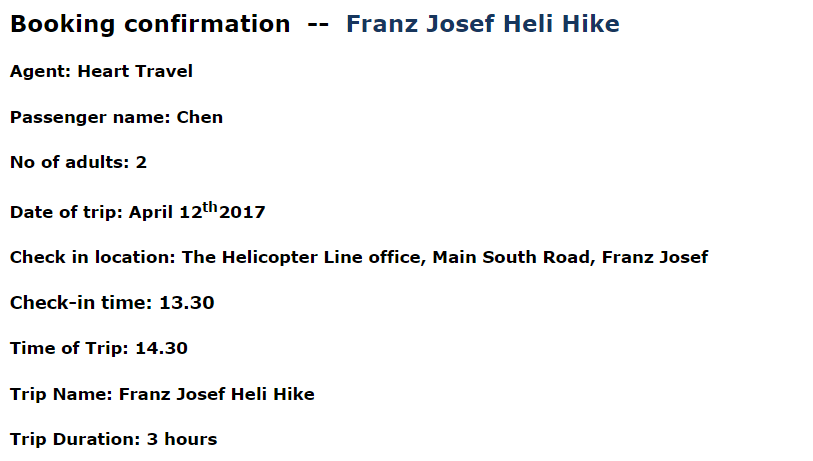 Booking confirmation -- Franz Josef Heli Hike
Agent: Heart Travel
Passenger name: Chen
No of adults: 2
Date of trip: April 12th 2017
Check in location: The Helicopter Line office, Main South Road, Franz Josef
Check-in time: 13.30
Time of Trip: 14.30
Trip Name: Franz Josef Heli Hike
Trip Duration: 3 hours